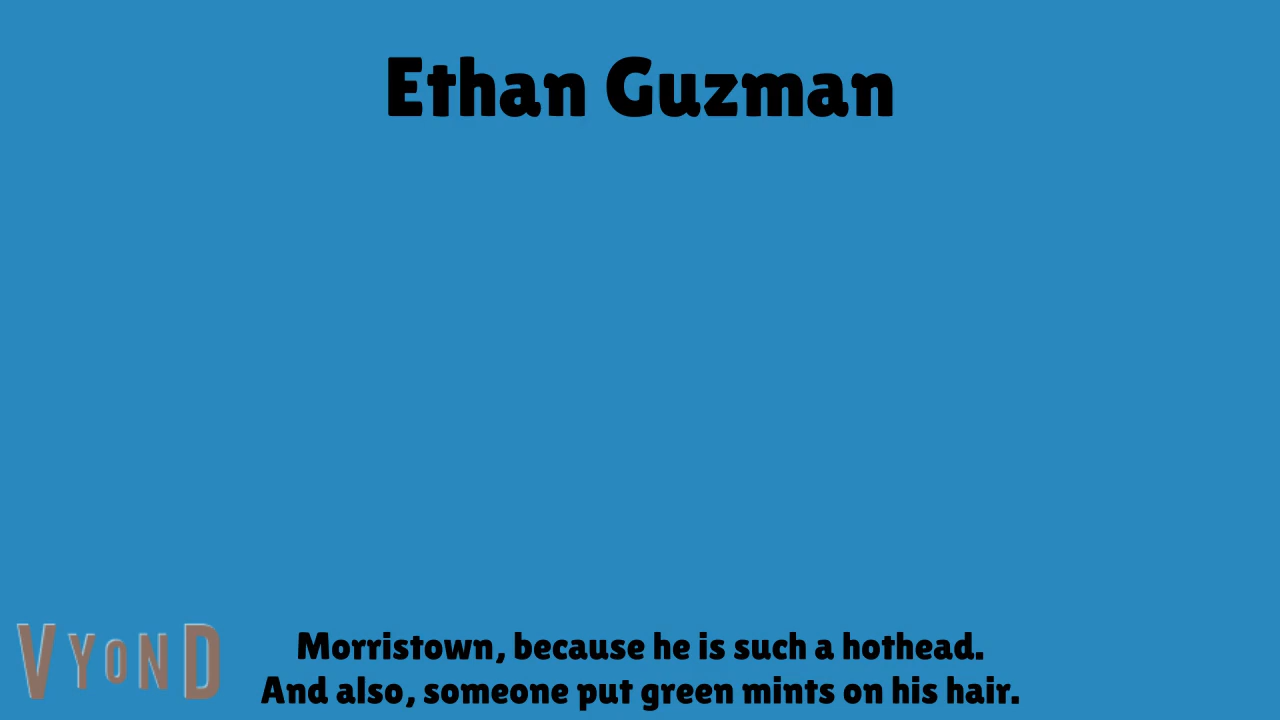 Ethan Guzman
Morristown, because he is such a hothead.
And also, someone put green mints on his hair.
VYOND